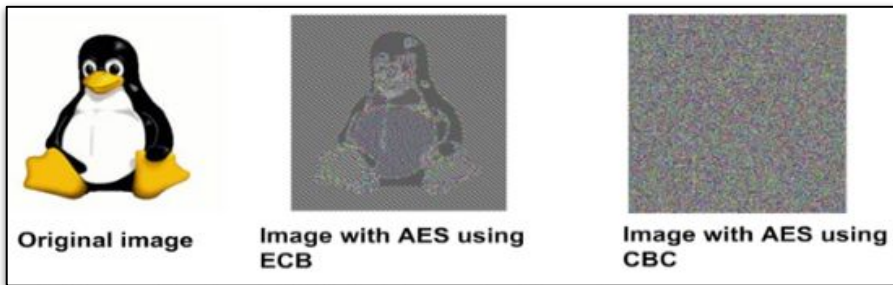 Original image
Image with AES using
ECB
Image with AES using
CBC